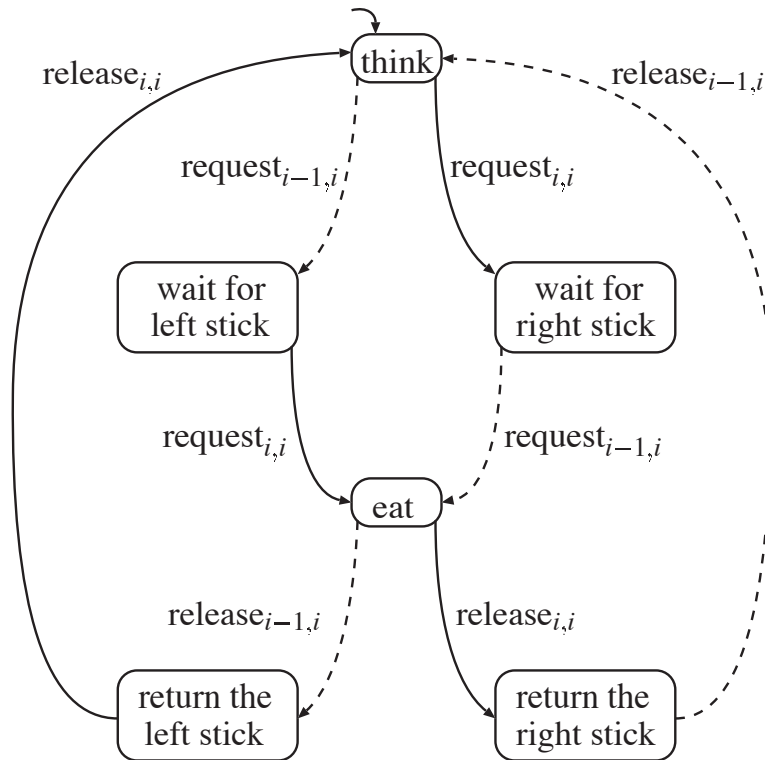 think
release_{i,i}
release_{i−1,i}
request_{i−1,i}
request_{i,i}
wait for
left stick
wait for
right stick
request_{i,i}
request_{i−1,i}
eat
release_{i−1,i}
release_{i,i}
return the
left stick
return the
right stick